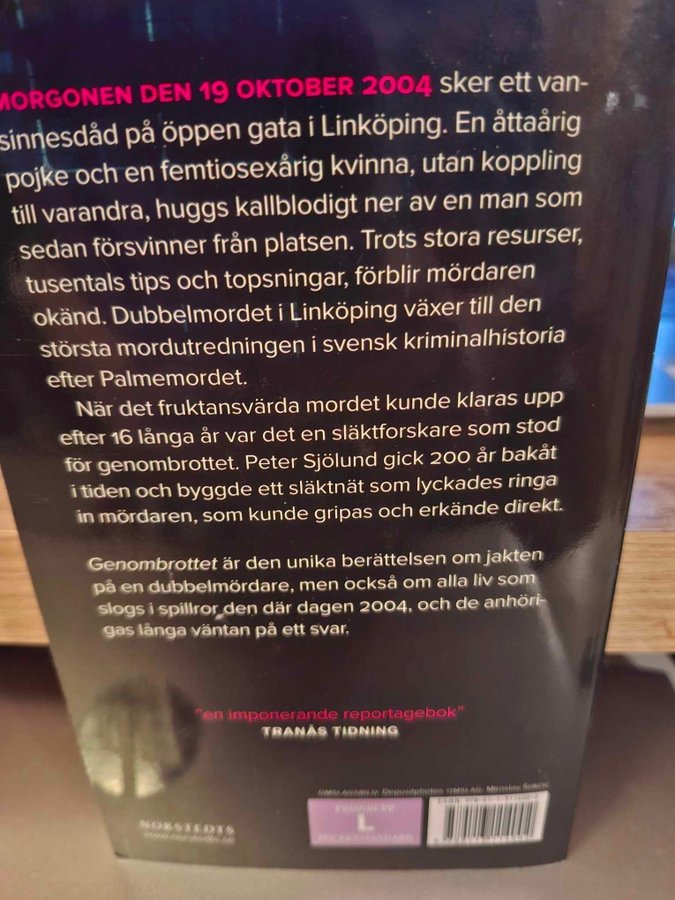 MORGONEN DEN 19 OKTOBER 2004 sker ett van-
sinnesdåd på öppen gata i Linköping. En åttaårig
pojke och en femtiosexårig kvinna, utan koppling
till varandra, huggs kallblodigt ner av en man som
sedan försvinner från platsen. Trots stora resurser,
tusentals tips och topsningar, förblir mördaren
okänd. Dubbelmordet i Linköping växer till den
största mordutredningen i svensk kriminalhistoria
efter Palmemordet.
När det fruktansvärda mordet kunde klaras upp
efter 16 långa år var det en släktforskare som stod
för genombrottet. Peter Sjölund gick 200 år bakåt
i tiden och byggde ett släktnät som lyckades ringa
in mördaren, som kunde gripas och erkände direkt.
Genombrottet är den unika berättelsen om jakten
på en dubbelmördare, men också om alla liv som
slogs i spillror den där dagen 2004, och de anhöri-
gas långa väntan på ett svar.
"en imponerande reportagebok"
TRANÅS TIDNING
OMSLAGSBILD: Depositphotos. OMSLAG: Miroslav Šokčić
L
NORSTEDTS
ISBN